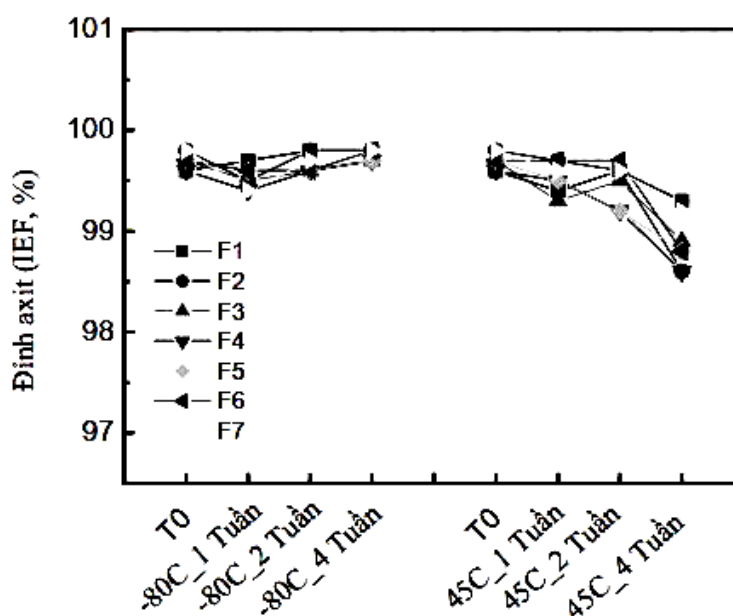 101
100
99
98
97
Đỉnh axit (IEF, %)
F1
F2
F3
F4
F5
F6
F7
T0
-80C_1 Tuần
-80C_2 Tuần
-80C_4 Tuần
T0
45C_1 Tuần
45C_2 Tuần
45C_4 Tuần